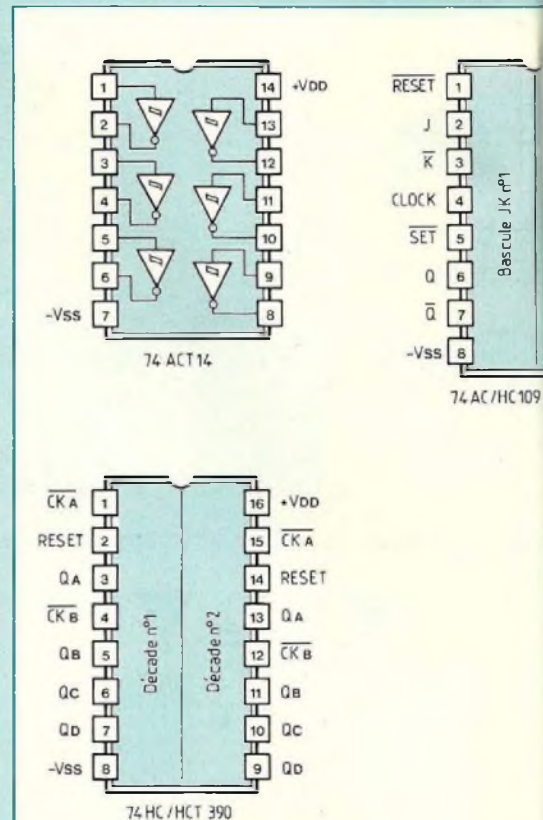 1
2
3
4
5
6
-Vss 7
14 +VDD
13
12
11
10
9
8
74 ACT14
RESET 1
J 2
K 3
CLOCK 4
SET 5
Q 6
Q 7
-Vss 8
Bascule JK nº1
74 AC/HC109
CK A 1
RESET 2
QA 3
CK B 4
QB 5
QC 6
QD 7
-Vss 8
Décade nº1
Décade nº2
16 +VDD
15 CK A
14 RESET
13 QA
12 CK B
11 QB
10 QC
9 QD
74 HC/HCT 390